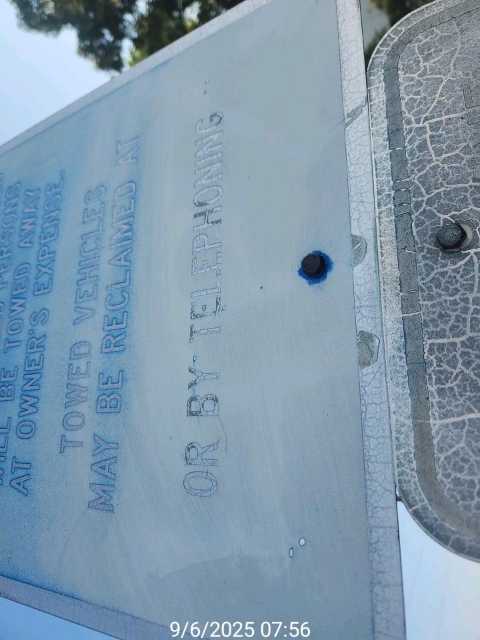 PERSONS
WILL BE TOWED AWAY
AT OWNER'S EXPENSE.
TOWED VEHICLES
MAY BE RECLAIMED AT
OR BY TELEPHONING
9/6/2025 07:56